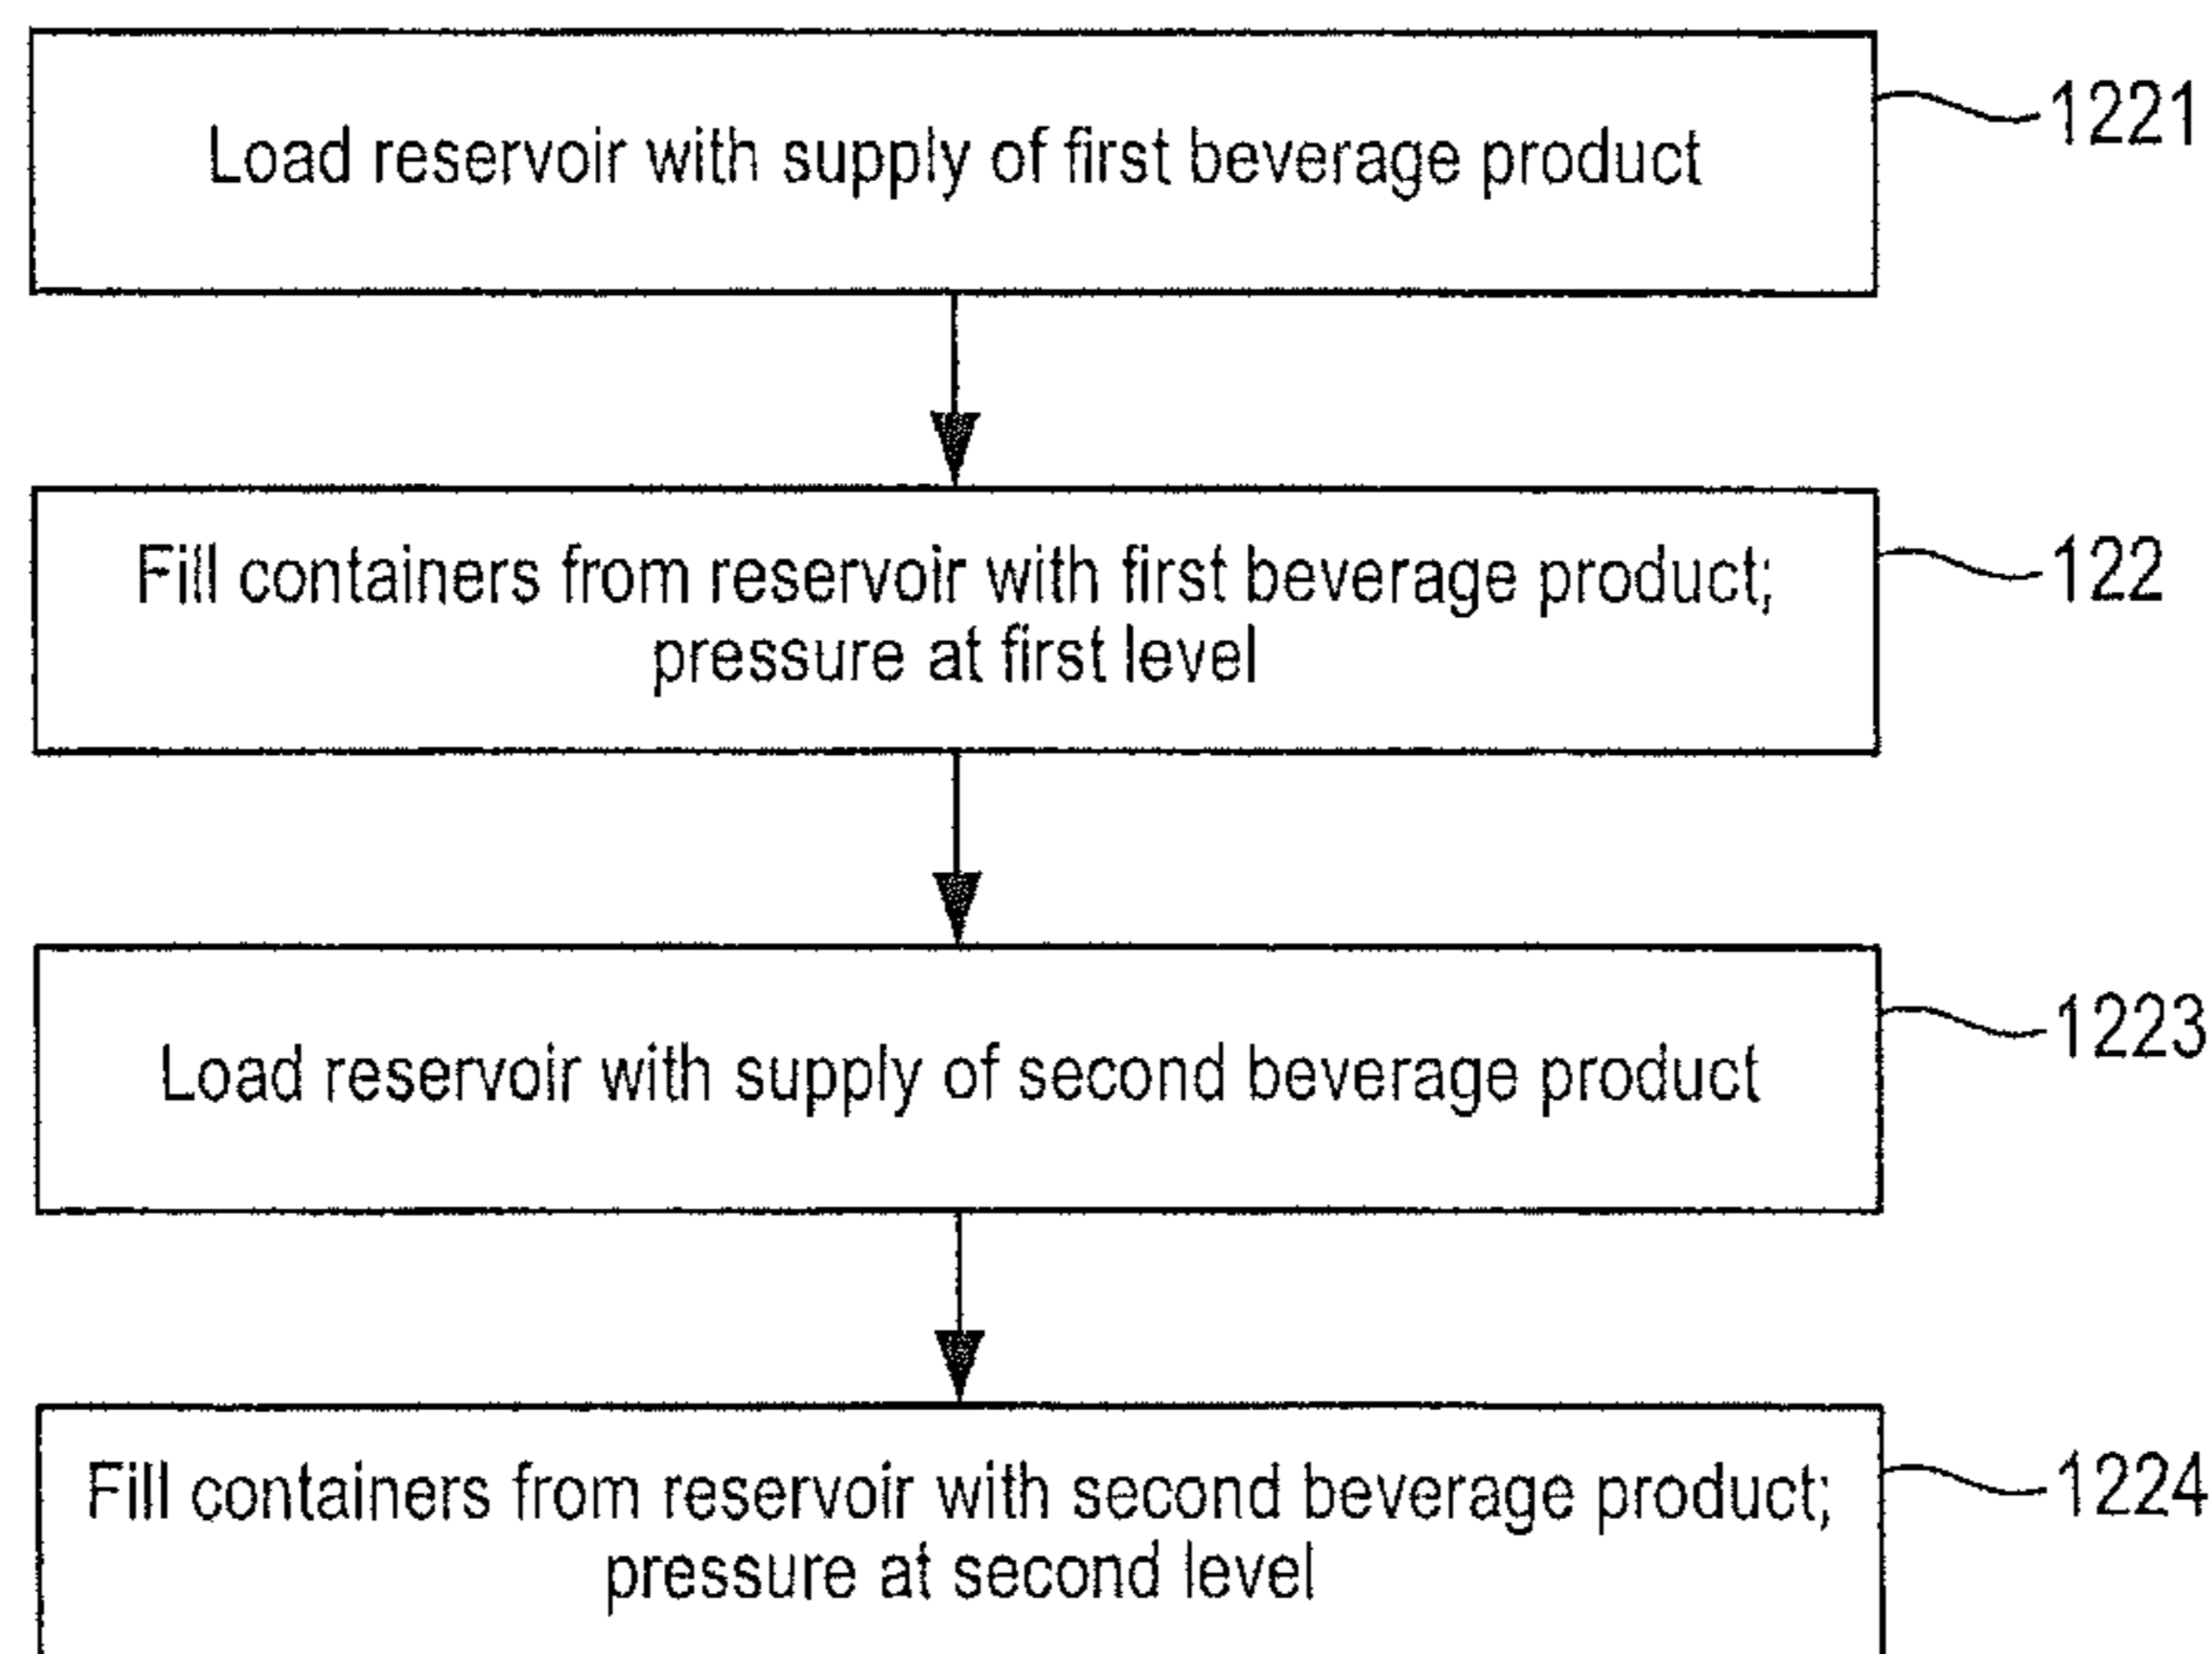 Load reservoir with supply of first beverage product
1221
Fill containers from reservoir with first beverage product;
pressure at first level
122
Load reservoir with supply of second beverage product
1223
Fill containers from reservoir with second beverage product;
pressure at second level
1224